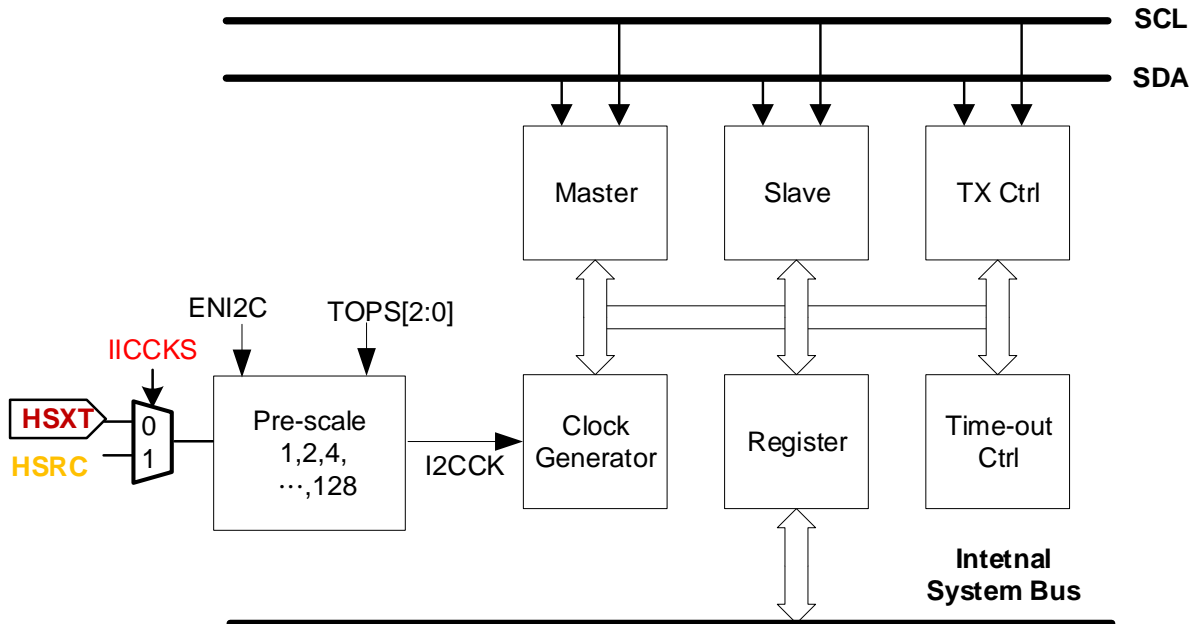 SCL
SDA
Master
Slave
TX Ctrl
ENI2C
TOPS[2:0]
IICCKS
HSXT
0
1
HSRC
Pre-scale
1,2,4,
…,128
I2CCK
Clock
Generator
Register
Time-out
Ctrl
Intetnal
System Bus